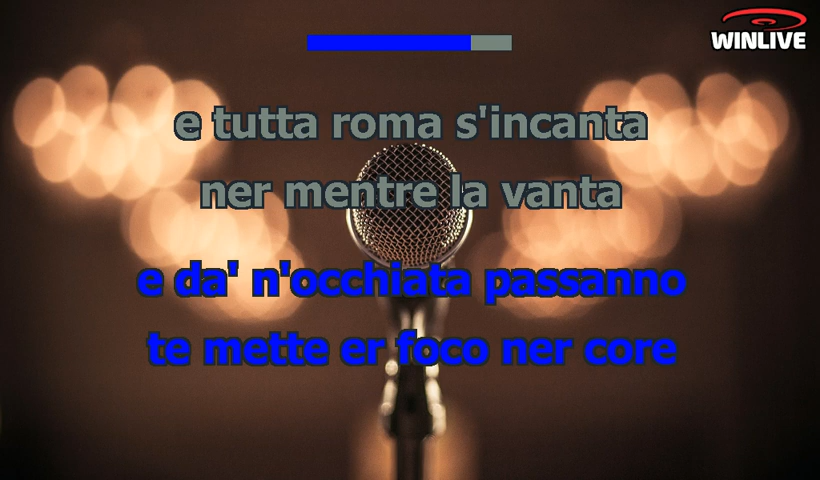 WINLIVE
e tutta roma s'incanta
ner mentre la vanta
e da' n'occhiata passanno
te mette er foco ner core